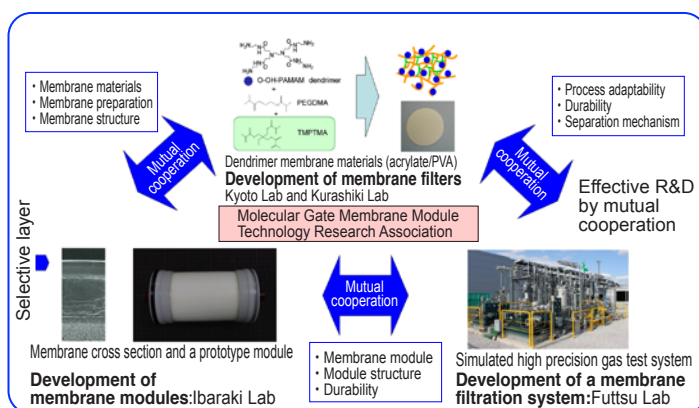 • Membrane materials
• Membrane preparation
• Membrane structure
O-OH-PAMAM dendrimer
+
PEGDMA
+
TMPTMA
• Process adaptability
• Durability
• Separation mechanism
Mutual
cooperation
Mutual
cooperation
Dendrimer membrane materials (acrylate/PVA)
Development of membrane filters
Kyoto Lab and Kurashiki Lab
Molecular Gate Membrane Module
Technology Research Association
Effective R&D
by mutual
cooperation
Selective layer
Mutual
cooperation
Membrane cross section and a prototype module
Development of
membrane modules:Ibaraki Lab
• Membrane module
• Module structure
• Durability
Simulated high precision gas test system
Development of a membrane
filtration system:Futtsu Lab